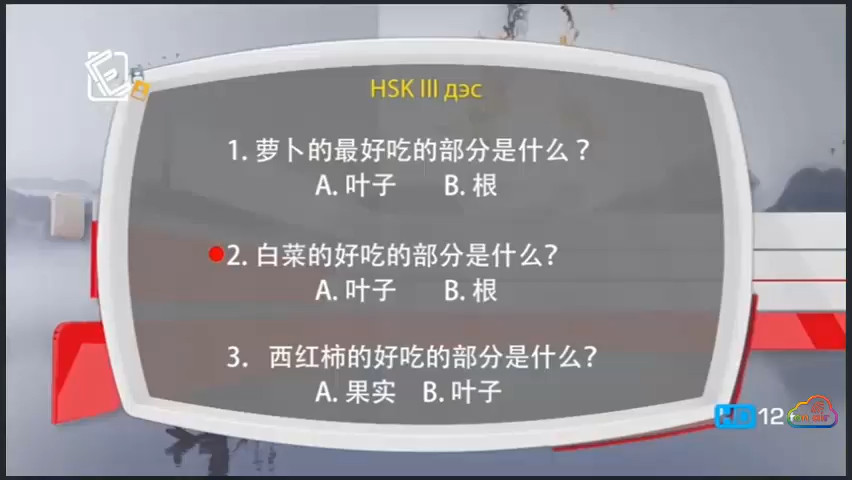 HSK III дэс
1. 萝卜的最好吃的部分是什么？
A. 叶子 B. 根
2. 白菜的好吃的部分是什么?
A. 叶子 B. 根
3. 西红柿的好吃的部分是什么?
A. 果实 B. 叶子
HD 12